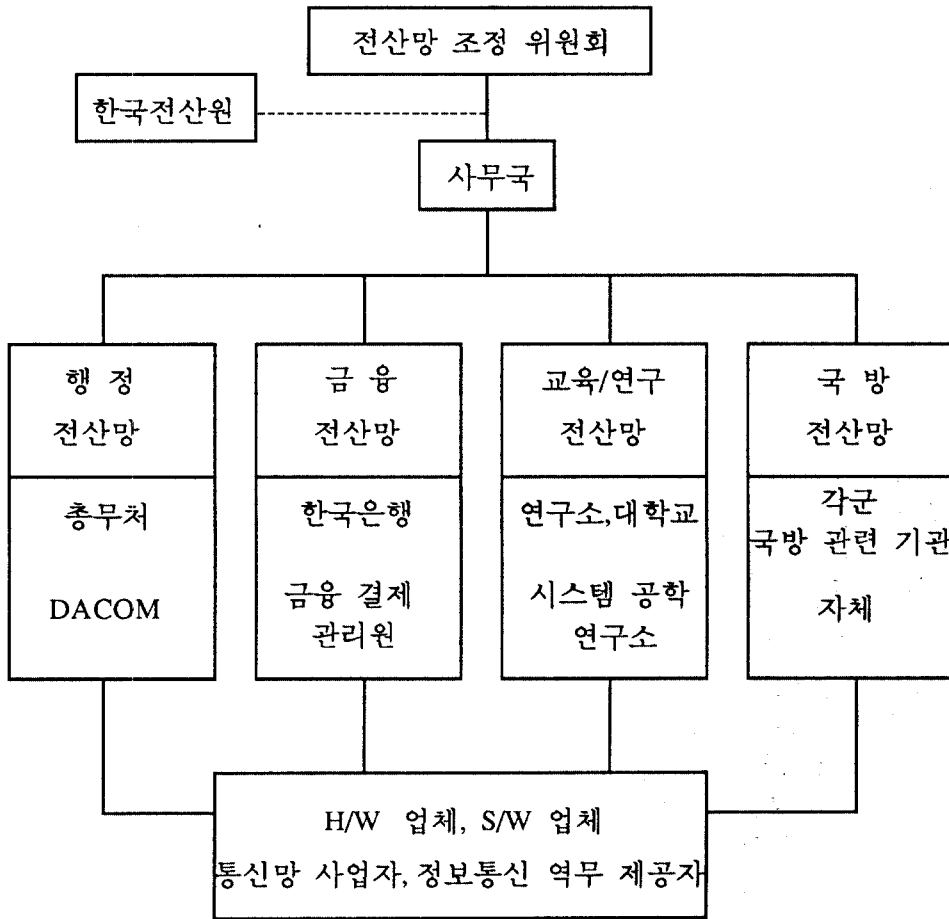 전산망 조정 위원회
한국전산원
사무국
행 정
전산망
총무처
DACOM
금 융
전산망
한국은행
금융 결제
관리원
교육/연구
전산망
연구소,대학교
시스템 공학
연구소
국 방
전산망
각군
국방 관련 기관
자체
H/W 업체, S/W 업체
통신망 사업자, 정보통신 역무 제공자